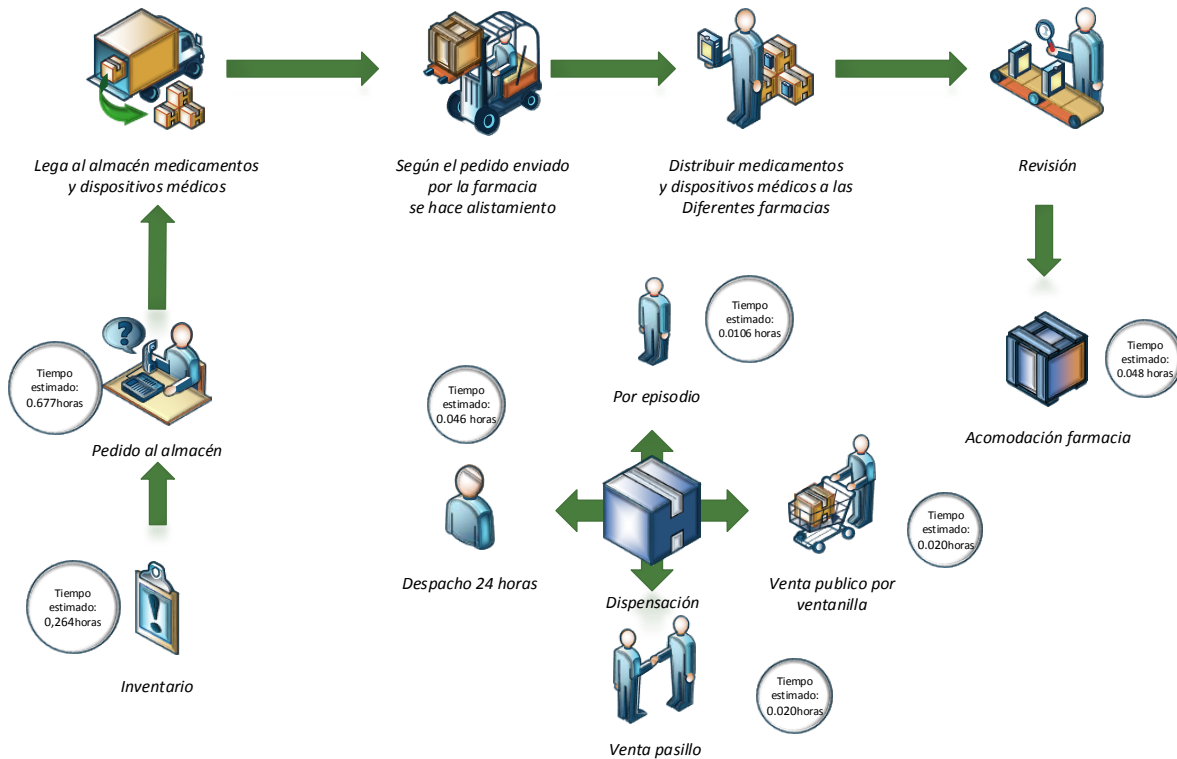 Lega al almacén medicamentos
y dispositivos médicos
Según el pedido enviado
por la farmacia
se hace alistamiento
Distribuir medicamentos
y dispositivos médicos a las
Diferentes farmacias
Revisión
Tiempo
estimado:
0.0106 horas
Por episodio
Tiempo
estimado:
0.677horas
Pedido al almacén
Tiempo
estimado:
0.046 horas
Despacho 24 horas
Tiempo
estimado:
0.048 horas
Acomodación farmacia
Tiempo
estimado:
0,264horas
Inventario
Dispensación
Venta publico por
ventanilla
Tiempo
estimado:
0.020horas
Venta pasillo
Tiempo
estimado:
0.020horas